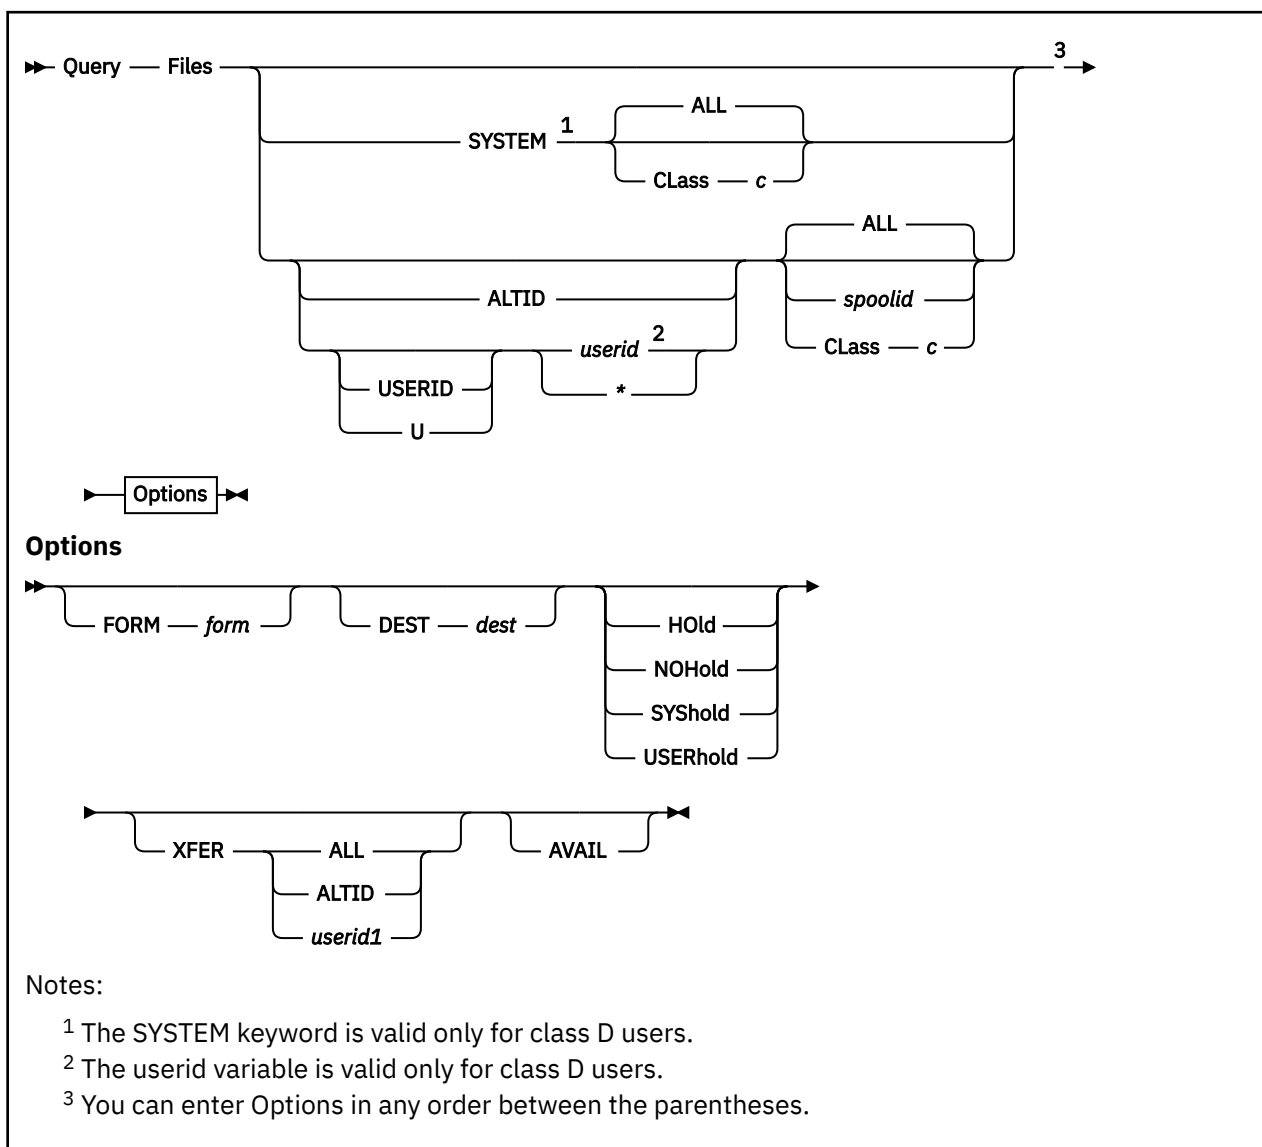 Query Files 3
ALL
SYSTEM 1
CLass c
ALL
ALTID
spoolid
userid 2
CLass c
USERID
*
U
Options
Options
FORM form DEST dest HOld
NOHold
SYShold
USERhold
XFER ALL AVAIL
ALTID
userid1
Notes:
1 The SYSTEM keyword is valid only for class D users.
2 The userid variable is valid only for class D users.
3 You can enter Options in any order between the parentheses.